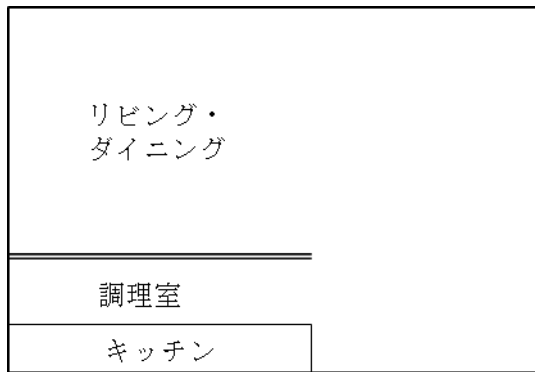 リビング・
ダイニング
調理室
キッチン